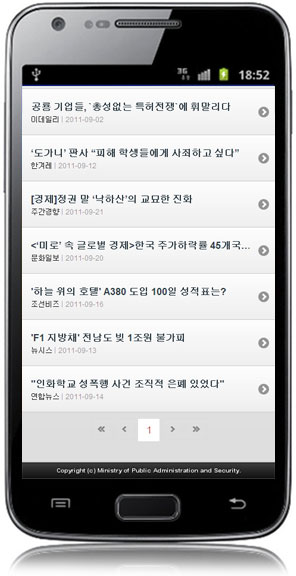 3G 18:52
공룡 기업들, `총성없는 특허전쟁`에 휘말리다
이데일리 | 2011-09-02
‘도가니’ 판사 “피해 학생들에게 사죄하고 싶다”
한겨레 | 2011-09-12
[경제]정권 말 ‘낙하산’의 교묘한 진화
주간경향 | 2011-09-21
<‘미로’ 속 글로벌 경제>한국 주가하락률 45개국...
문화일보 | 2011-09-20
'하늘 위의 호텔' A380 도입 100일 성적표는?
조선비즈 | 2011-09-16
'F1 지방채' 전남도 빚 1조원 불가피
뉴시스 | 2011-09-13
"인화학교 성폭행 사건 조직적 은폐 있었다"
연합뉴스 | 2011-09-14
« ‹ 1 › »
Copyright (c) Ministry of Public Administration and Security.